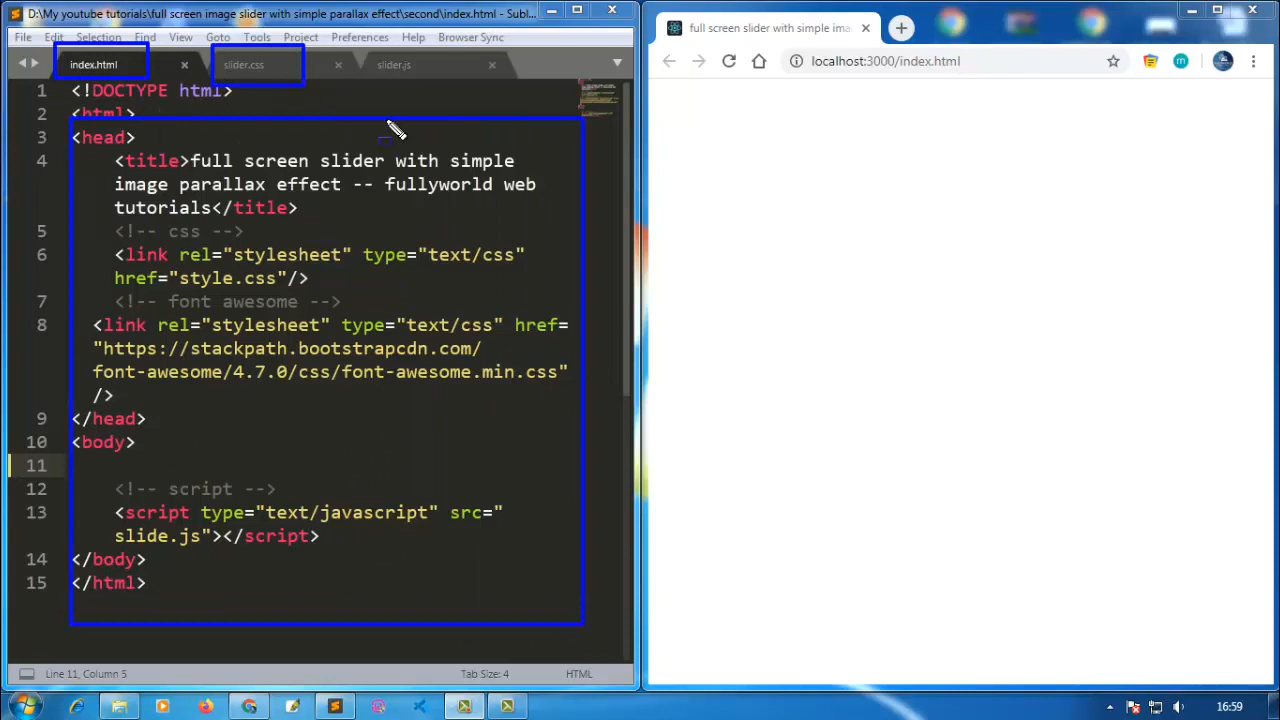 D:\My youtube tutorials\full screen image slider with simple parallax effect\second\index.html - Subl...
full screen slider with simple ima
File Edit Selection Find View Goto Tools Project Preferences Help Browser Sync
localhost:3000/index.html
index.html slider.css slider.js
1 <!DOCTYPE html>
2 <html>
3 <head>
4 <title>full screen slider with simple
image parallax effect -- fullyworld web
tutorials</title>
5 <!-- css -->
6 <link rel="stylesheet" type="text/css"
href="style.css"/>
7 <!-- font awesome -->
8 <link rel="stylesheet" type="text/css" href=
"https://stackpath.bootstrapcdn.com/
font-awesome/4.7.0/css/font-awesome.min.css"
/>
9 </head>
10 <body>
11
12 <!-- script -->
13 <script type="text/javascript" src="
slide.js"></script>
14 </body>
15 </html>
Line 11, Column 5 Tab Size: 4 HTML
16:59